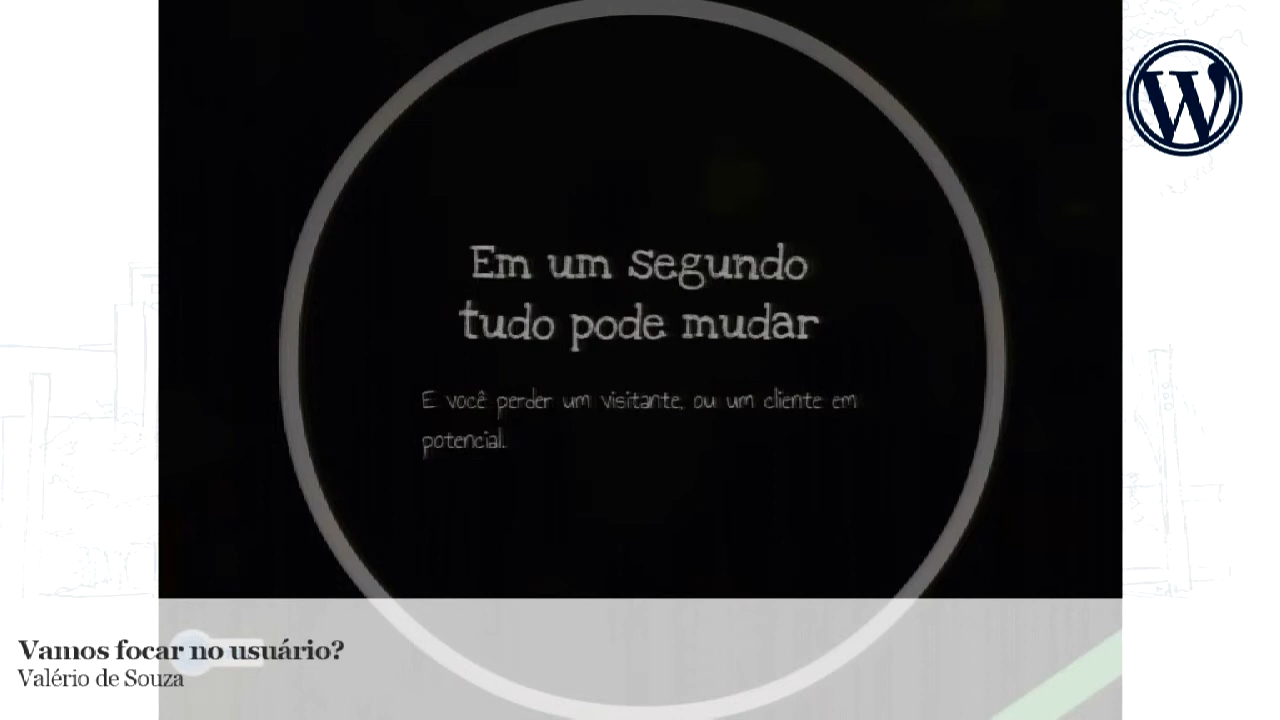 Em um segundo
tudo pode mudar
E você perder um visitante, ou um cliente em
potencial.
Vamos focar no usuário?
Valério de Souza